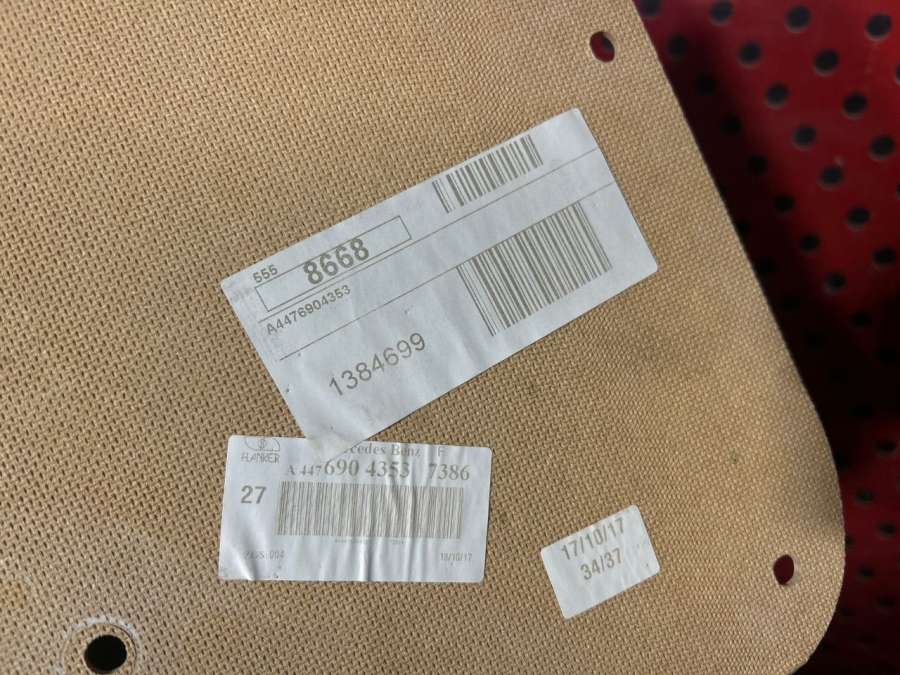 555
8668
A4476904353
1384699
FLANKER
Benz F
A 447 690 4353 7386
27
004
18/10/17
17/10/17
34/37